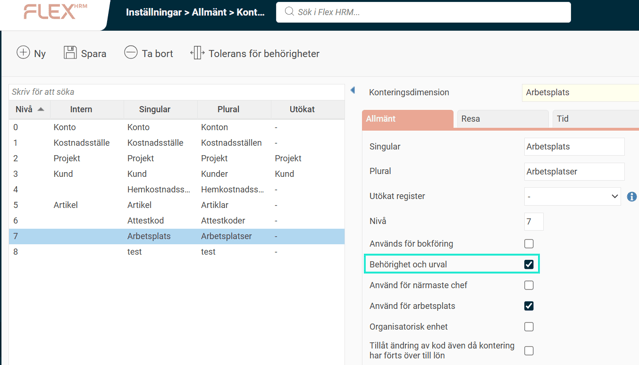 FLEX HRM
Inställningar > Allmänt > Kont...
Sök i Flex HRM...
Ny
Spara
Ta bort
Tolerans för behörigheter
Skriv för att söka
Nivå Intern Singular Plural Utökat
0 Konto Konto Konton -
1 Kostnadsställe Kostnadsställe Kostnadsställen -
2 Projekt Projekt Projekt Projekt
3 Kund Kund Kunder Kund
4 Hemkostnadss... Hemkostnadss... -
5 Artikel Artikel Artiklar -
6 Attestkod Attestkoder -
7 Arbetsplats Arbetsplatser -
8 test test -
Konteringsdimension Arbetsplats
Allmänt Resa Tid
Singular Arbetsplats
Plural Arbetsplatser
Utökat register -
Nivå 7
Används för bokföring
Behörighet och urval
Använd för närmaste chef
Använd för arbetsplats
Organisatorisk enhet
Tillåt ändring av kod även då kontering
har förts över till lön